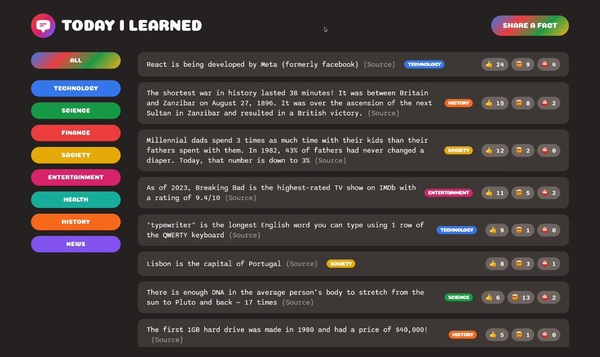 TODAY I LEARNED
SHARE A FACT
ALL
TECHNOLOGY
SCIENCE
FINANCE
SOCIETY
ENTERTAINMENT
HEALTH
HISTORY
NEWS
React is being developed by Meta (formerly facebook) (Source) TECHNOLOGY 👍 24 🤯 9 ⛔ 4
The shortest war in history lasted 38 minutes! It was between Britain
and Zanzibar on August 27, 1896. It was over the ascension of the next
Sultan in Zanzibar and resulted in a British victory. (Source)
HISTORY 👍 15 🤯 8 ⛔ 2
Millennial dads spend 3 times as much time with their kids than their
fathers spent with them. In 1982, 43% of fathers had never changed a
diaper. Today, that number is down to 3% (Source)
SOCIETY 👍 12 🤯 2 ⛔ 0
As of 2023, Breaking Bad is the highest-rated TV show on IMDb with
a rating of 9.4/10 (Source)
ENTERTAINMENT 👍 11 🤯 5 ⛔ 2
"typewriter" is the longest English word you can type using 1 row of
the QWERTY keyboard (Source)
TECHNOLOGY 👍 9 🤯 1 ⛔ 0
Lisbon is the capital of Portugal (Source) SOCIETY 👍 8 🤯 3 ⛔ 1
There is enough DNA in the average person's body to stretch from the
sun to Pluto and back – 17 times (Source)
SCIENCE 👍 6 🤯 13 ⛔ 2
The first 1GB hard drive was made in 1980 and had a price of $40,000!
(Source)
HISTORY 👍 5 🤯 1 ⛔ 0